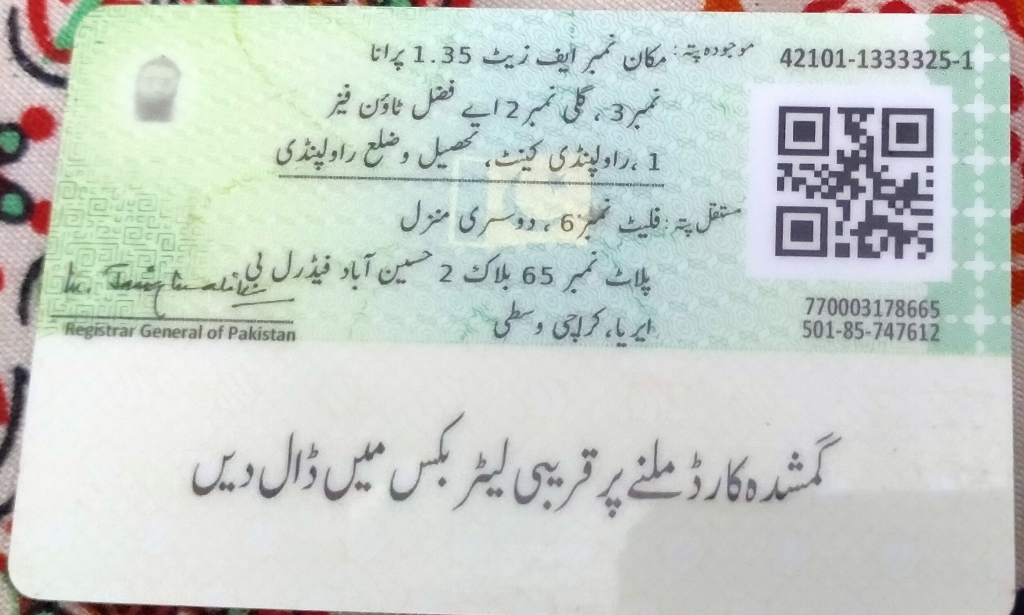 42101-1333325-1
موجودہ پتہ: مکان نمبر ایف زیٹ 1.35 پرانا
نمبر 3 ، گلی نمبر 2 اے فضل ٹاؤن فیز
1 ،راولپنڈی کینٹ، تحصیل و ضلع راولپنڈی
مستقل پتہ: فلیٹ نمبر 6 ، دوسری منزل
پلاٹ نمبر 65 بلاک 2 حسین آباد فیڈرل بی
ایریا، کراچی وسطی
770003178665
501-85-747612
Registrar General of Pakistan
گمشدہ کارڈ ملنے پر قریبی لیٹر بکس میں ڈال دیں